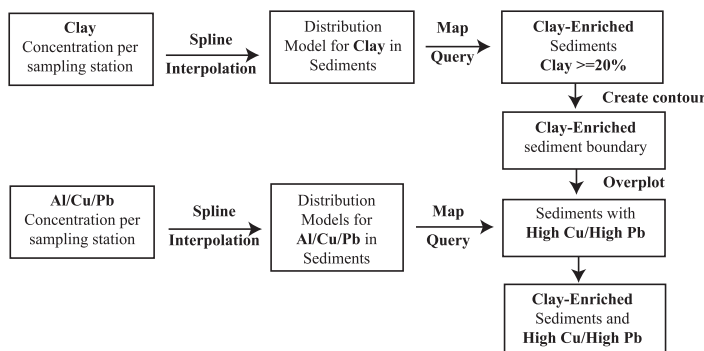 Clay
Concentration per
sampling station
Spline
Interpolation
Distribution
Model for Clay in
Sediments
Map
Query
Clay-Enriched
Sediments
Clay >=20%
Create contour
Clay-Enriched
sediment boundary
Overplot
Al/Cu/Pb
Concentration per
sampling station
Spline
Interpolation
Distribution
Models for
Al/Cu/Pb in
Sediments
Map
Query
Sediments with
High Cu/High Pb
Clay-Enriched
Sediments and
High Cu/High Pb